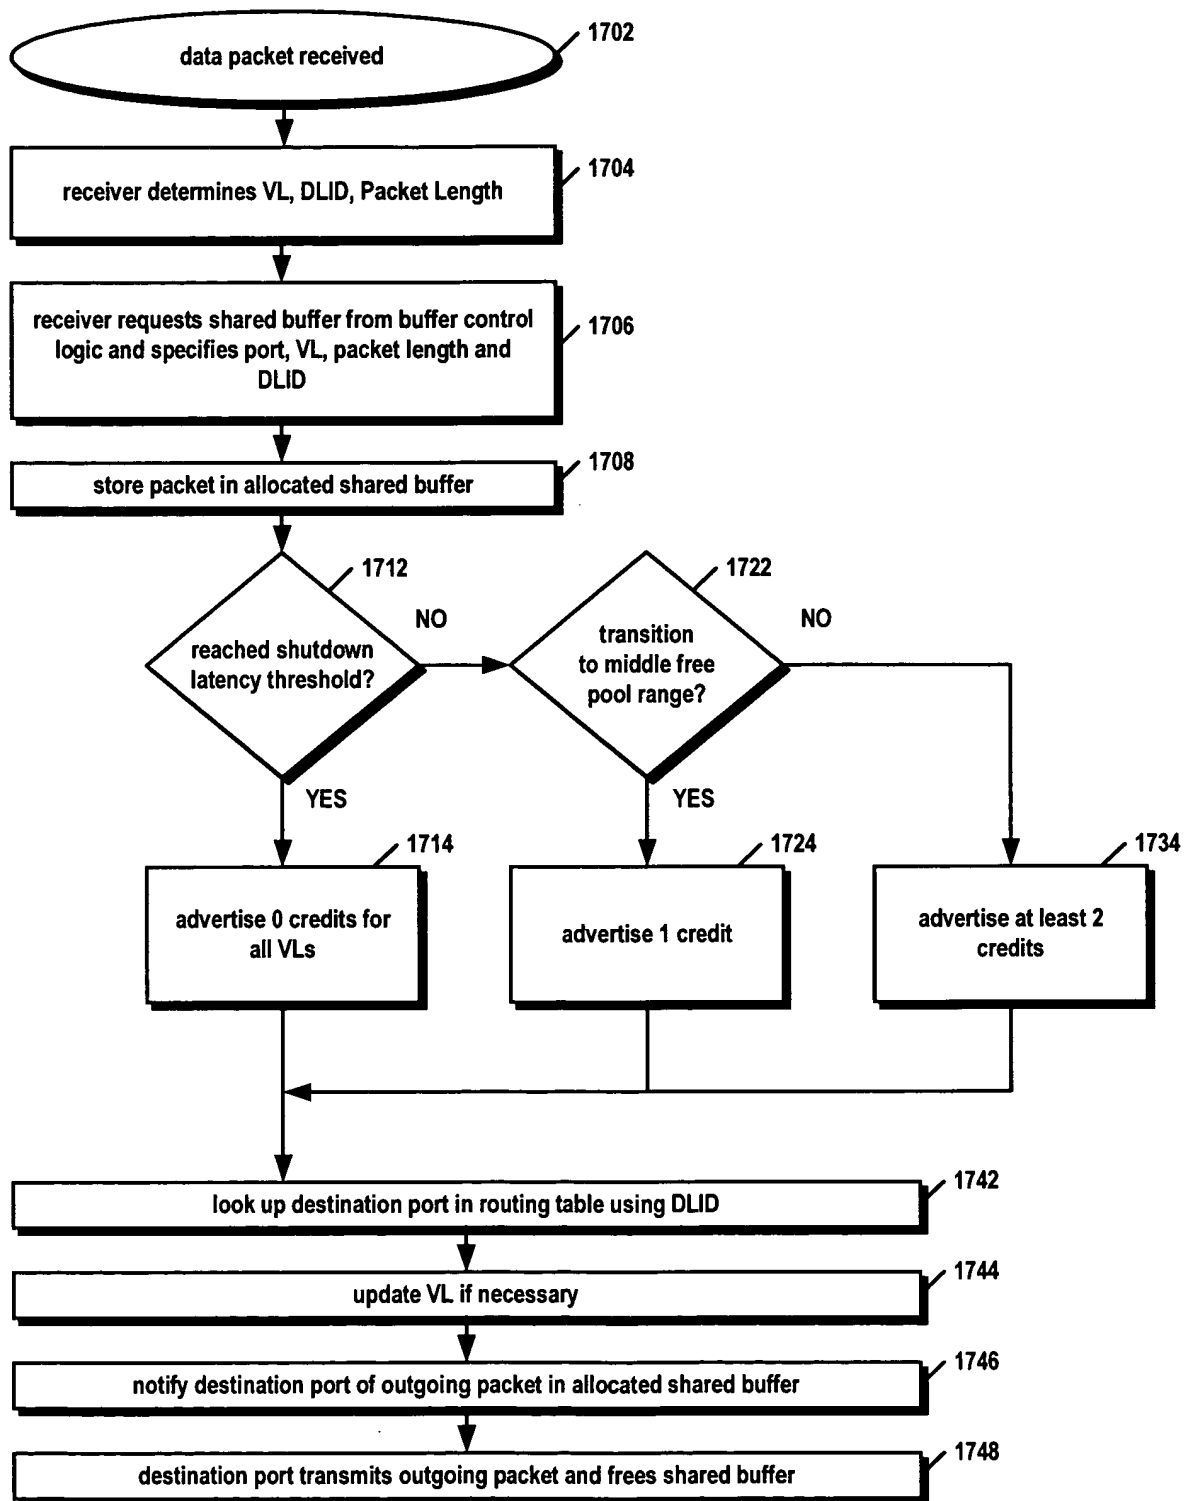 data packet received
1702
receiver determines VL, DLID, Packet Length
1704
receiver requests shared buffer from buffer control
logic and specifies port, VL, packet length and
DLID
1706
store packet in allocated shared buffer
1708
reached shutdown
latency threshold?
1712
NO
YES
transition
to middle free
pool range?
1722
NO
YES
advertise 0 credits for
all VLs
1714
advertise 1 credit
1724
advertise at least 2
credits
1734
look up destination port in routing table using DLID
1742
update VL if necessary
1744
notify destination port of outgoing packet in allocated shared buffer
1746
destination port transmits outgoing packet and frees shared buffer
1748